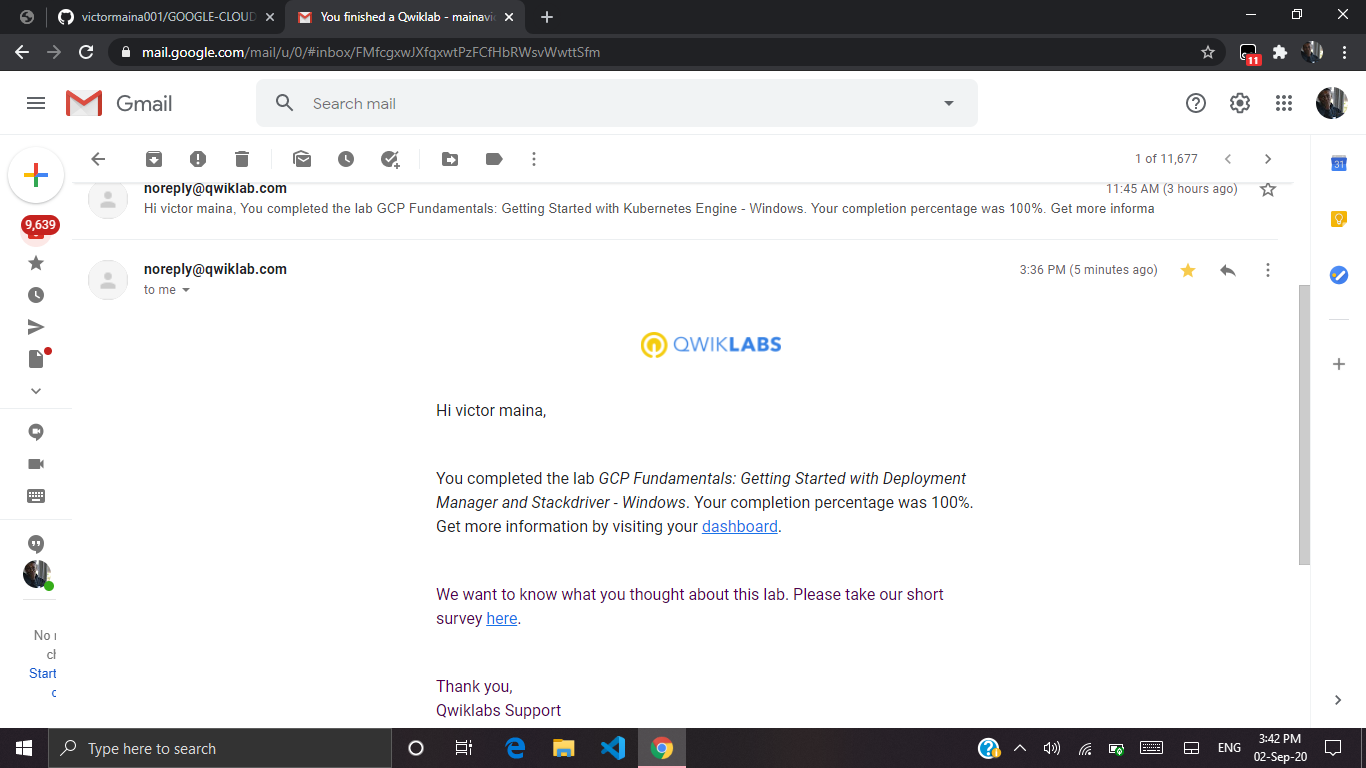 victormaina001/GOOGLE-CLOUD
You finished a Qwiklab - mainavic
mail.google.com/mail/u/0/#inbox/FMfcgxwJXfqxwtPzFCfHbRWsvWwttSfm
11
Gmail
Search mail
1 of 11,677
31
9,639
noreply@qwiklab.com
11:45 AM (3 hours ago)
Hi victor maina, You completed the lab GCP Fundamentals: Getting Started with Kubernetes Engine - Windows. Your completion percentage was 100%. Get more informa
noreply@qwiklab.com
3:36 PM (5 minutes ago)
to me
QWIKLABS
Hi victor maina,
You completed the lab GCP Fundamentals: Getting Started with Deployment
Manager and Stackdriver - Windows. Your completion percentage was 100%.
Get more information by visiting your dashboard.
We want to know what you thought about this lab. Please take our short
survey here.
Thank you,
Qwiklabs Support
No
ch
Start
Type here to search
ENG
3:42 PM
02-Sep-20